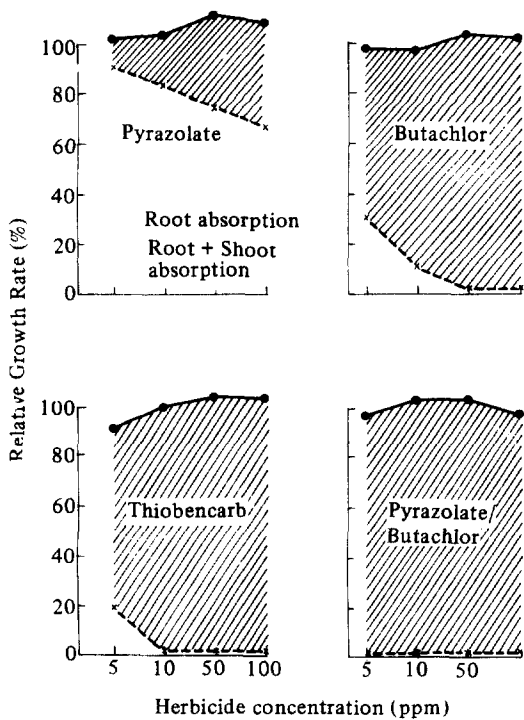 Relative Growth Rate (%)
100
80
60
40
20
0
Pyrazolate
Root absorption
Root + Shoot
absorption
Butachlor
100
80
60
40
20
0
Thiobencarb
5 10 50 100
Pyrazolate/
Butachlor
5 10 50
Herbicide concentration (ppm)